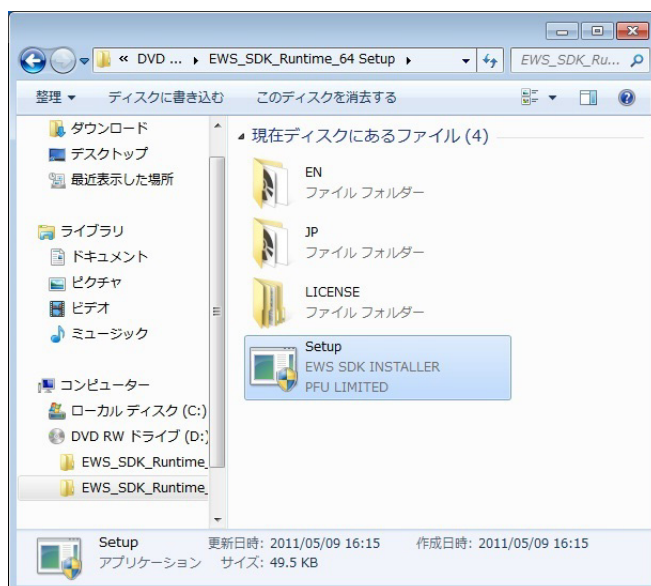 « DVD ... ▸ EWS_SDK_Runtime_64 Setup ▸
EWS_SDK_Ru...
整理 ▼ ディスクに書き込む このディスクを消去する
ダウンロード
デスクトップ
最近表示した場所
ライブラリ
ドキュメント
ピクチャ
ビデオ
ミュージック
コンピューター
ローカル ディスク (C:)
DVD RW ドライブ (D:)
EWS_SDK_Runtime_
EWS_SDK_Runtime_
現在ディスクにあるファイル (4)
EN
ファイル フォルダー
JP
ファイル フォルダー
LICENSE
ファイル フォルダー
Setup
EWS SDK INSTALLER
PFU LIMITED
Setup 更新日時: 2011/05/09 16:15 作成日時: 2011/05/09 16:15
アプリケーション サイズ: 49.5 KB